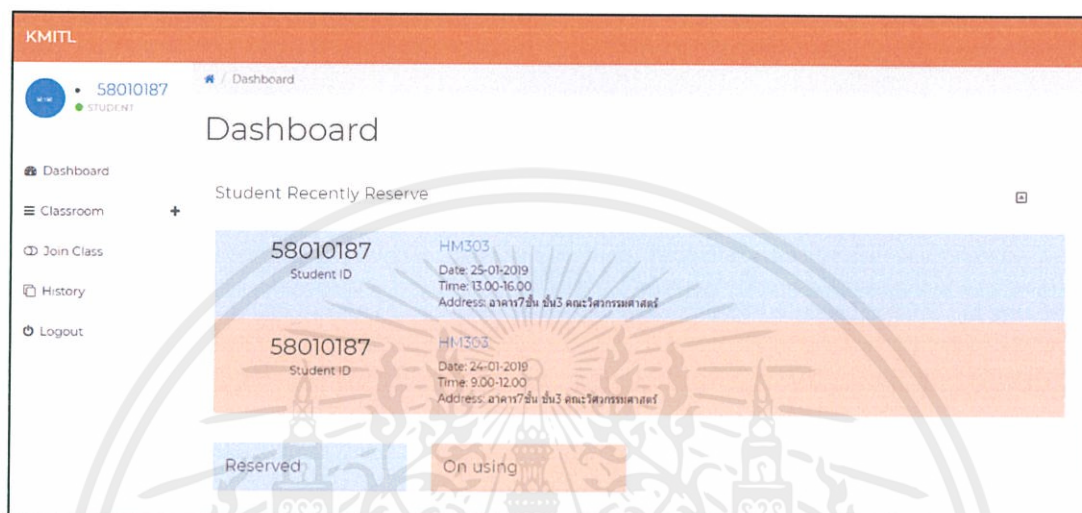 KMITL
58010187
STUDENT
/ Dashboard
Dashboard
Dashboard
Classroom
Join Class
History
Logout
Student Recently Reserve
58010187
Student ID
HM303
Date: 25-01-2019
Time: 13.00-16.00
Address: อาคาร7ชั้น ชั้น3 คณะวิศวกรรมศาสตร์
58010187
Student ID
HM303
Date: 24-01-2019
Time: 9.00-12.00
Address: อาคาร7ชั้น ชั้น3 คณะวิศวกรรมศาสตร์
Reserved
On using